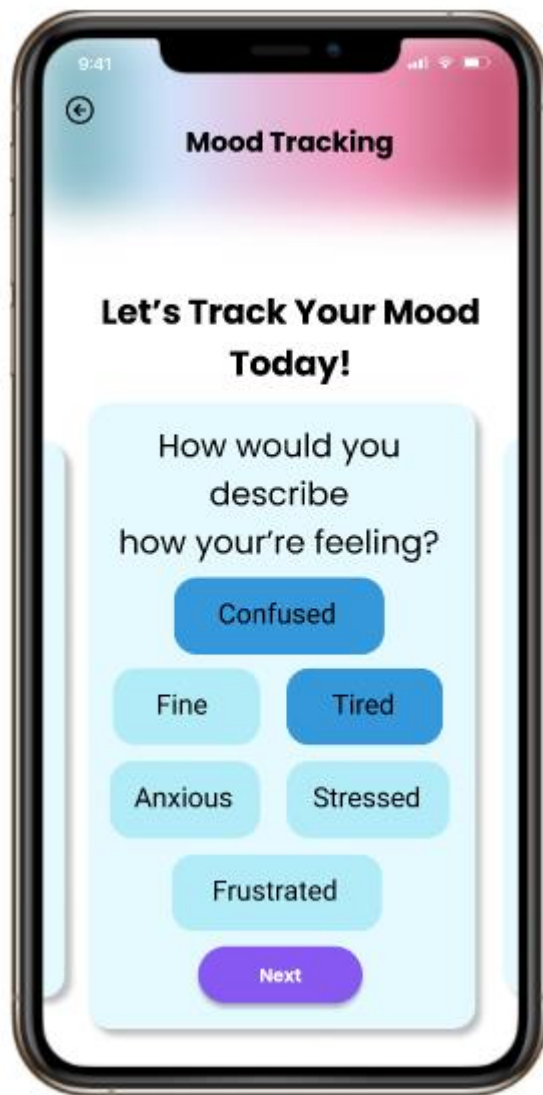 9:41
Mood Tracking
Let’s Track Your Mood
Today!
How would you
describe
how your’re feeling?
Confused
Fine Tired
Anxious Stressed
Frustrated
Next